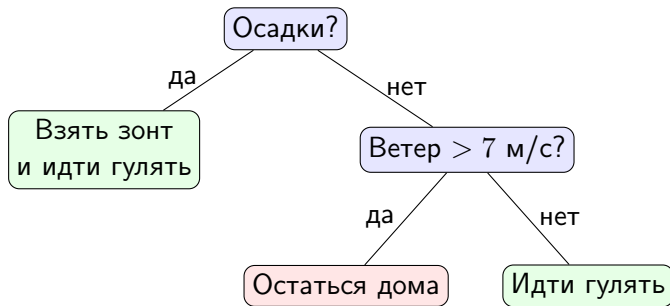 Осадки?
да
нет
Взять зонт
и идти гулять
Ветер > 7 м/с?
да
нет
Остаться дома
Идти гулять